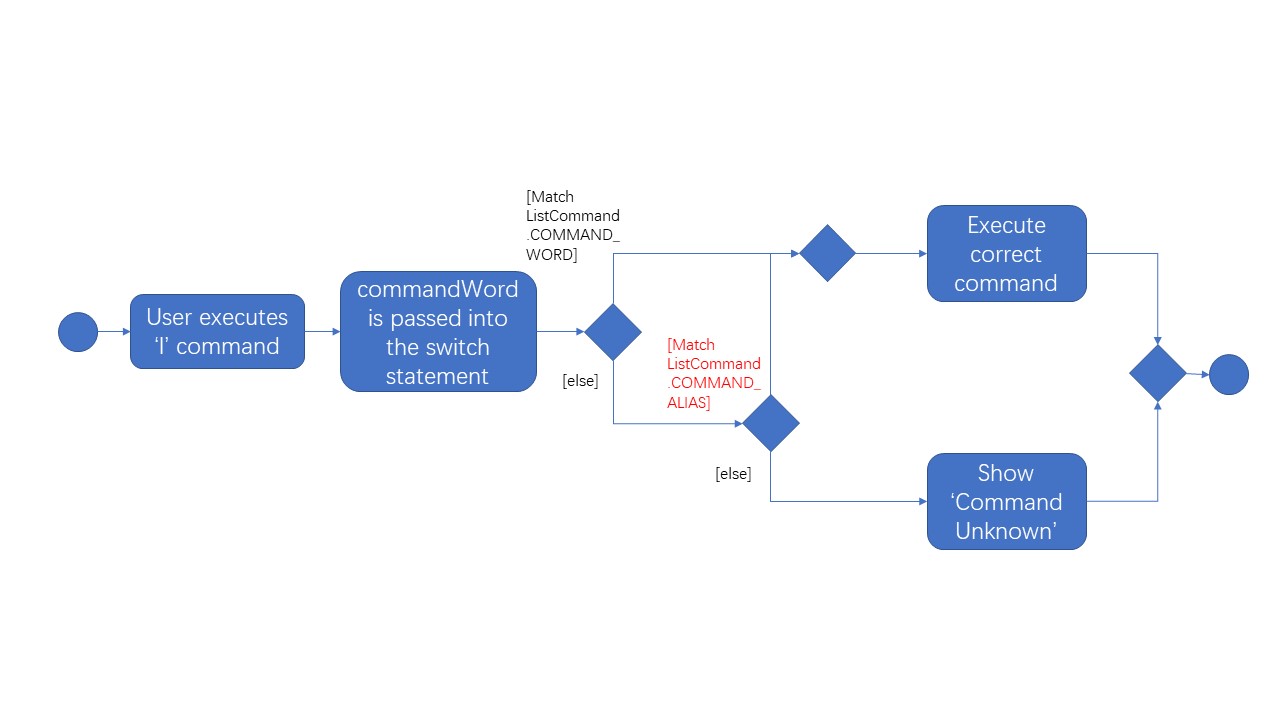 [Match
ListCommand
.COMMAND_
WORD]
Execute
correct
command
User executes
‘l’ command
commandWord
is passed into
the switch
statement
[else]
[Match
ListCommand
.COMMAND_
ALIAS]
[else]
Show
‘Command
Unknown’